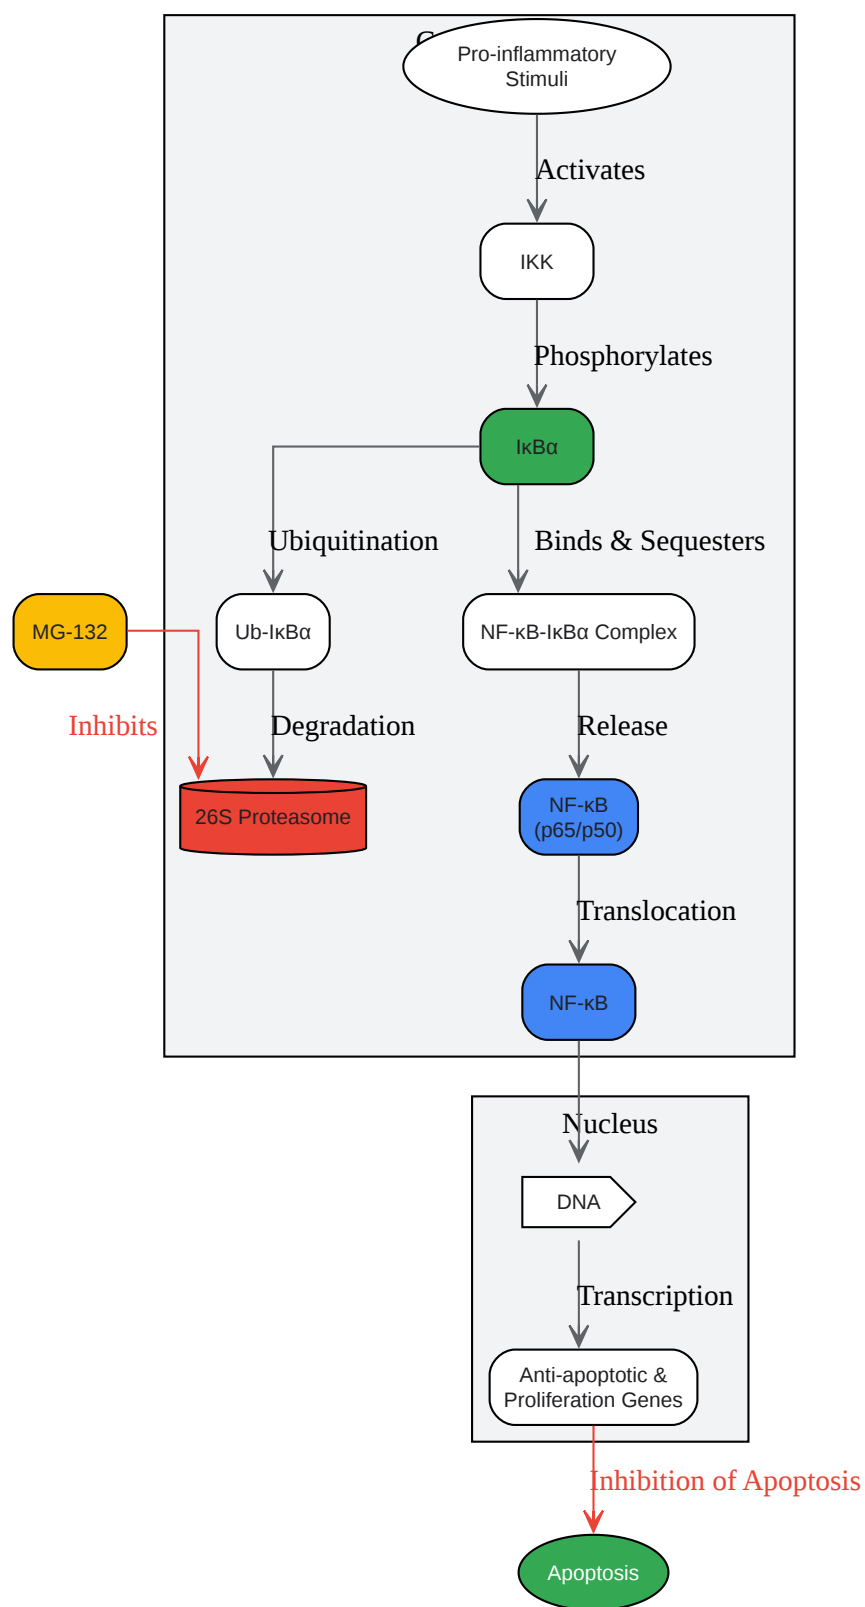 Pro-inflammatory
Stimuli
Activates
IKK
Phosphorylates
IκBα
Ubiquitination
Binds & Sequesters
MG-132
Ub-IκBα
NF-κB-IκBα Complex
Inhibits
Degradation
Release
26S Proteasome
NF-κB
(p65/p50)
Translocation
NF-κB
Nucleus
DNA
Transcription
Anti-apoptotic &
Proliferation Genes
Inhibition of Apoptosis
Apoptosis